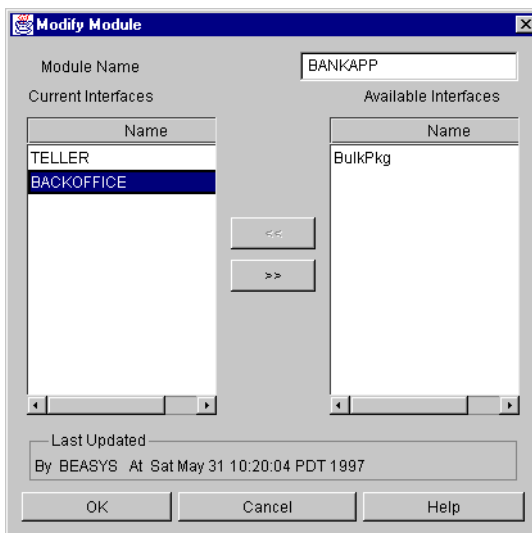 Modify Module
Module Name BANKAPP
Current Interfaces Available Interfaces
Name Name
TELLER BulkPkg
BACKOFFICE
<<
>>
Last Updated
By BEASYS At Sat May 31 10:20:04 PDT 1997
OK Cancel Help